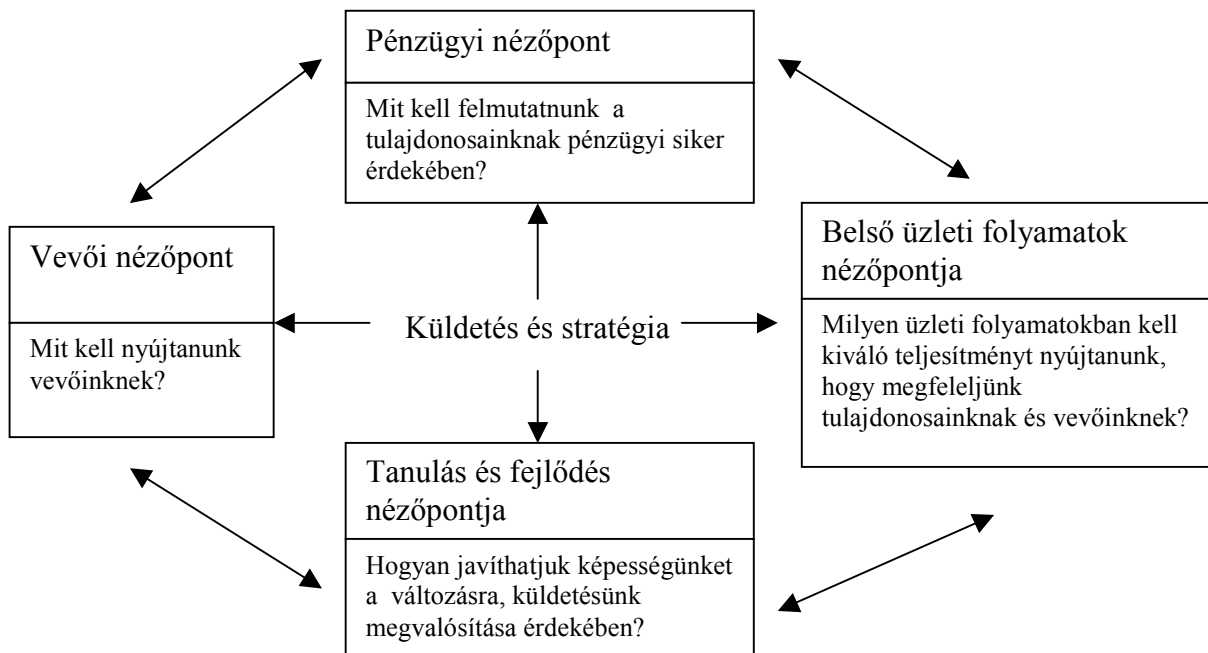 Pénzügyi nézőpont
Mit kell felmutatnunk a
tulajdonosainknak pénzügyi siker
érdekében?
Vevői nézőpont
Mit kell nyújtanunk
vevőinknek?
Küldetés és stratégia
Belső üzleti folyamatok
nézőpontja
Milyen üzleti folyamatokban kell
kiváló teljesítményt nyújtanunk,
hogy megfeleljünk
tulajdonosainknak és vevőinknek?
Tanulás és fejlődés
nézőpontja
Hogyan javíthatjuk képességünket
a változásra, küldetésünk
megvalósítása érdekében?